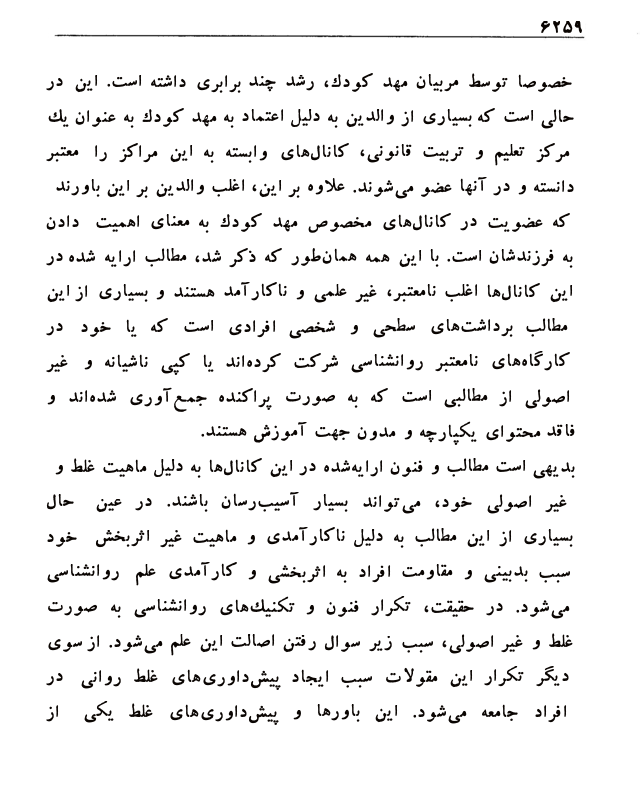 ۶۲۵۹
خصوصا توسط مربیان مهد کودك، رشد چند برابری داشته است. این در
حالی است که بسیاری از والدین به دلیل اعتماد به مهد کودك به عنوان یك
مرکز تعلیم و تربیت قانونی، کانال‌های وابسته به این مراکز را معتبر
دانسته و در آنها عضو می‌شوند. علاوه بر این، اغلب والدین بر این باورند
که عضویت در کانال‌های مخصوص مهد کودك به معنای اهمیت دادن
به فرزندشان است. با این همه همان‌طور که ذکر شد، مطالب ارایه شده در
این کانال‌ها اغلب نامعتبر، غیر علمی و ناکارآمد هستند و بسیاری از این
مطالب برداشت‌های سطحی و شخصی افرادی است که یا خود در
کارگاه‌های نامعتبر روانشناسی شرکت کرده‌اند یا کپی ناشیانه و غیر
اصولی از مطالبی است که به صورت پراکنده جمع‌آوری شده‌اند و
فاقد محتوای یکپارچه و مدون جهت آموزش هستند.
بدیهی است مطالب و فنون ارایه‌شده در این کانال‌ها به دلیل ماهیت غلط و
غیر اصولی خود، می‌تواند بسیار آسیب‌رسان باشند. در عین حال
بسیاری از این مطالب به دلیل ناکارآمدی و ماهیت غیر اثربخش خود
سبب بدبینی و مقاومت افراد به اثربخشی و کارآمدی علم روانشناسی
می‌شود. در حقیقت، تکرار فنون و تکنیك‌های روانشناسی به صورت
غلط و غیر اصولی، سبب زیر سوال رفتن اصالت این علم می‌شود. از سوی
دیگر تکرار این مقولات سبب ایجاد پیش‌داوری‌های غلط روانی در
افراد جامعه می‌شود. این باورها و پیش‌داوری‌های غلط یکی از